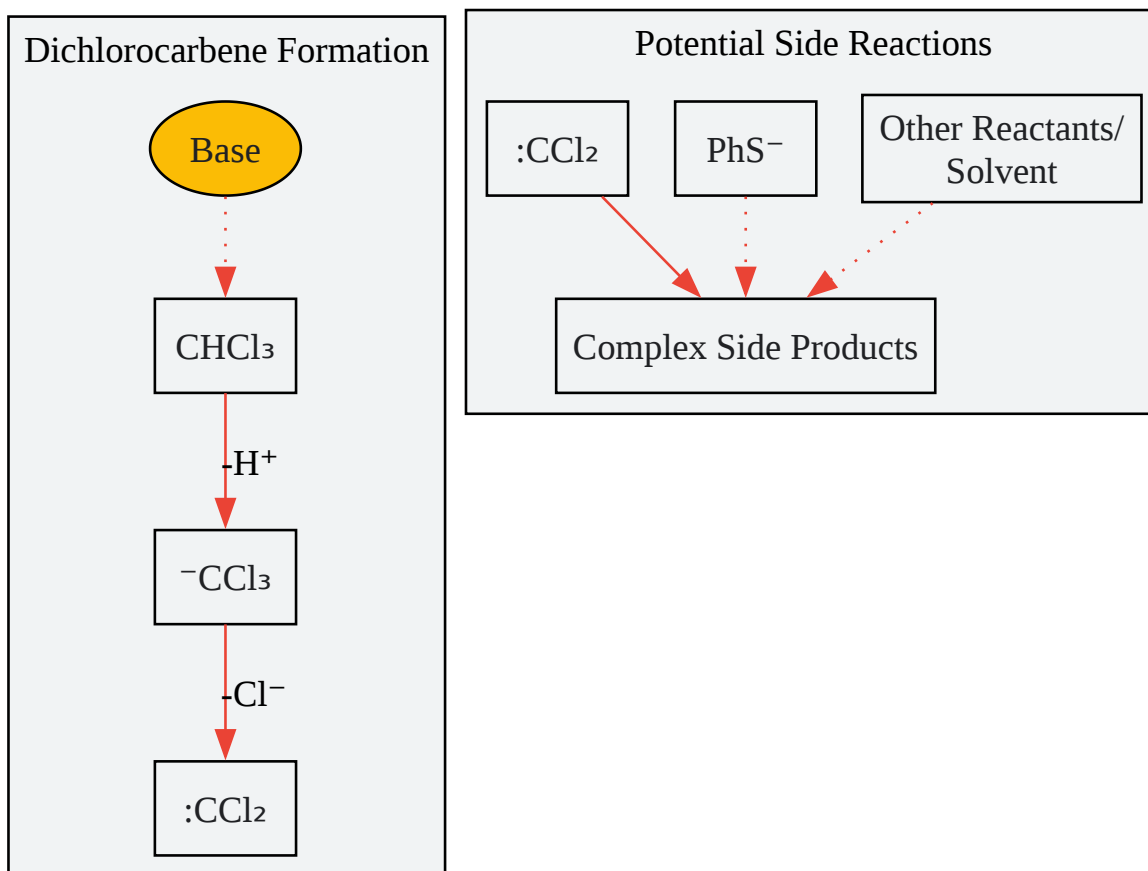 Dichlorocarbene Formation
Base
CHCl₃
-H⁺
⁻CCl₃
-Cl⁻
:CCl₂
Potential Side Reactions
:CCl₂
PhS⁻
Other Reactants/
Solvent
Complex Side Products